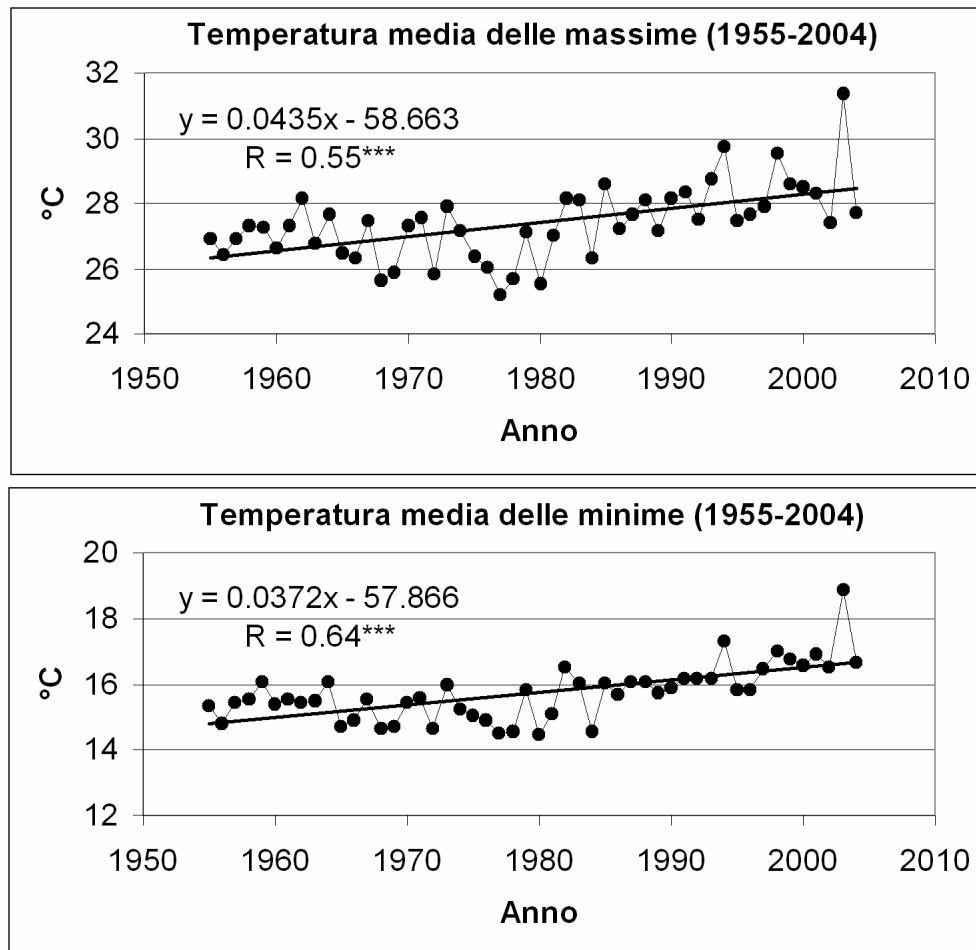 Temperatura media delle massime (1955-2004)
32
y = 0.0435x - 58.663
30
R = 0.55***
°C
28
26
24
1950 1960 1970 1980 1990 2000 2010
Anno
Temperatura media delle minime (1955-2004)
20
y = 0.0372x - 57.866
18
R = 0.64***
°C
16
14
12
1950 1960 1970 1980 1990 2000 2010
Anno